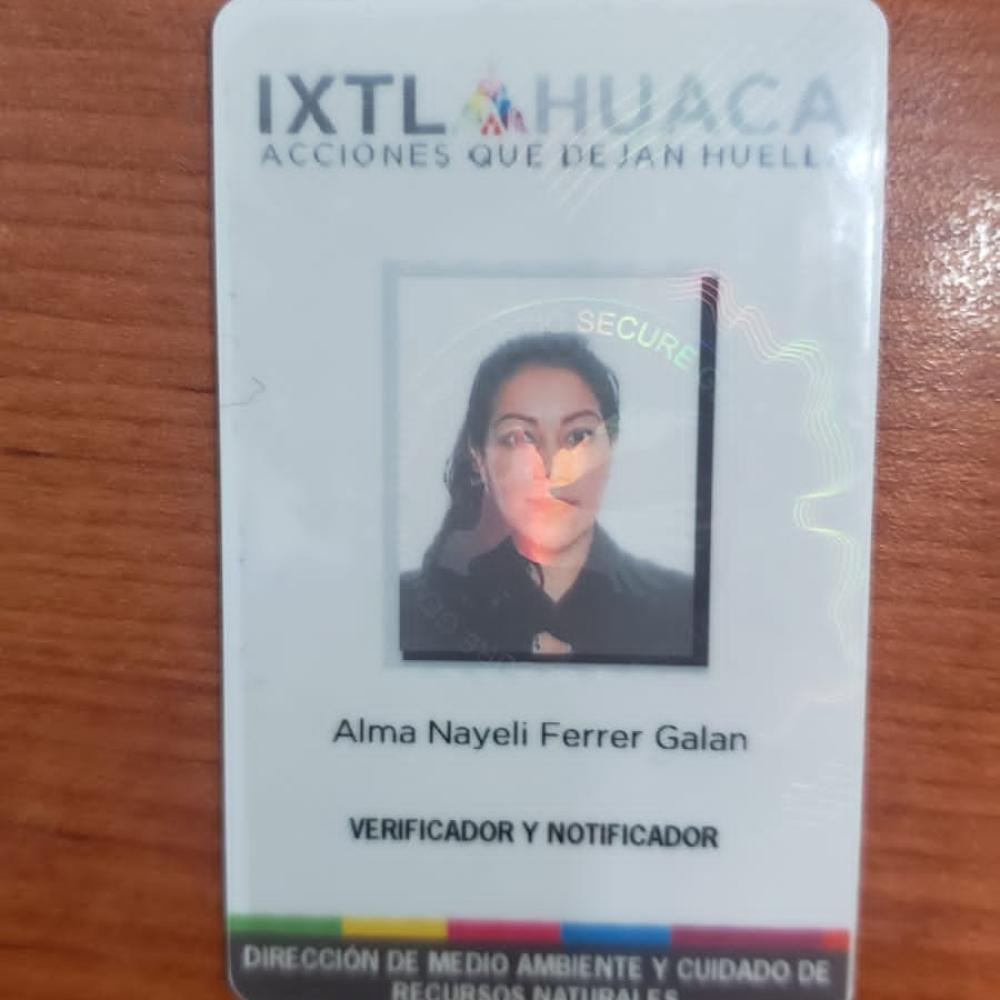 IXTLAHUACA
ACCIONES QUE DEJAN HUELLA
SECURE
Alma Nayeli Ferrer Galan
VERIFICADOR Y NOTIFICADOR
DIRECCIÓN DE MEDIO AMBIENTE Y CUIDADO DE
RECURSOS NATURALES